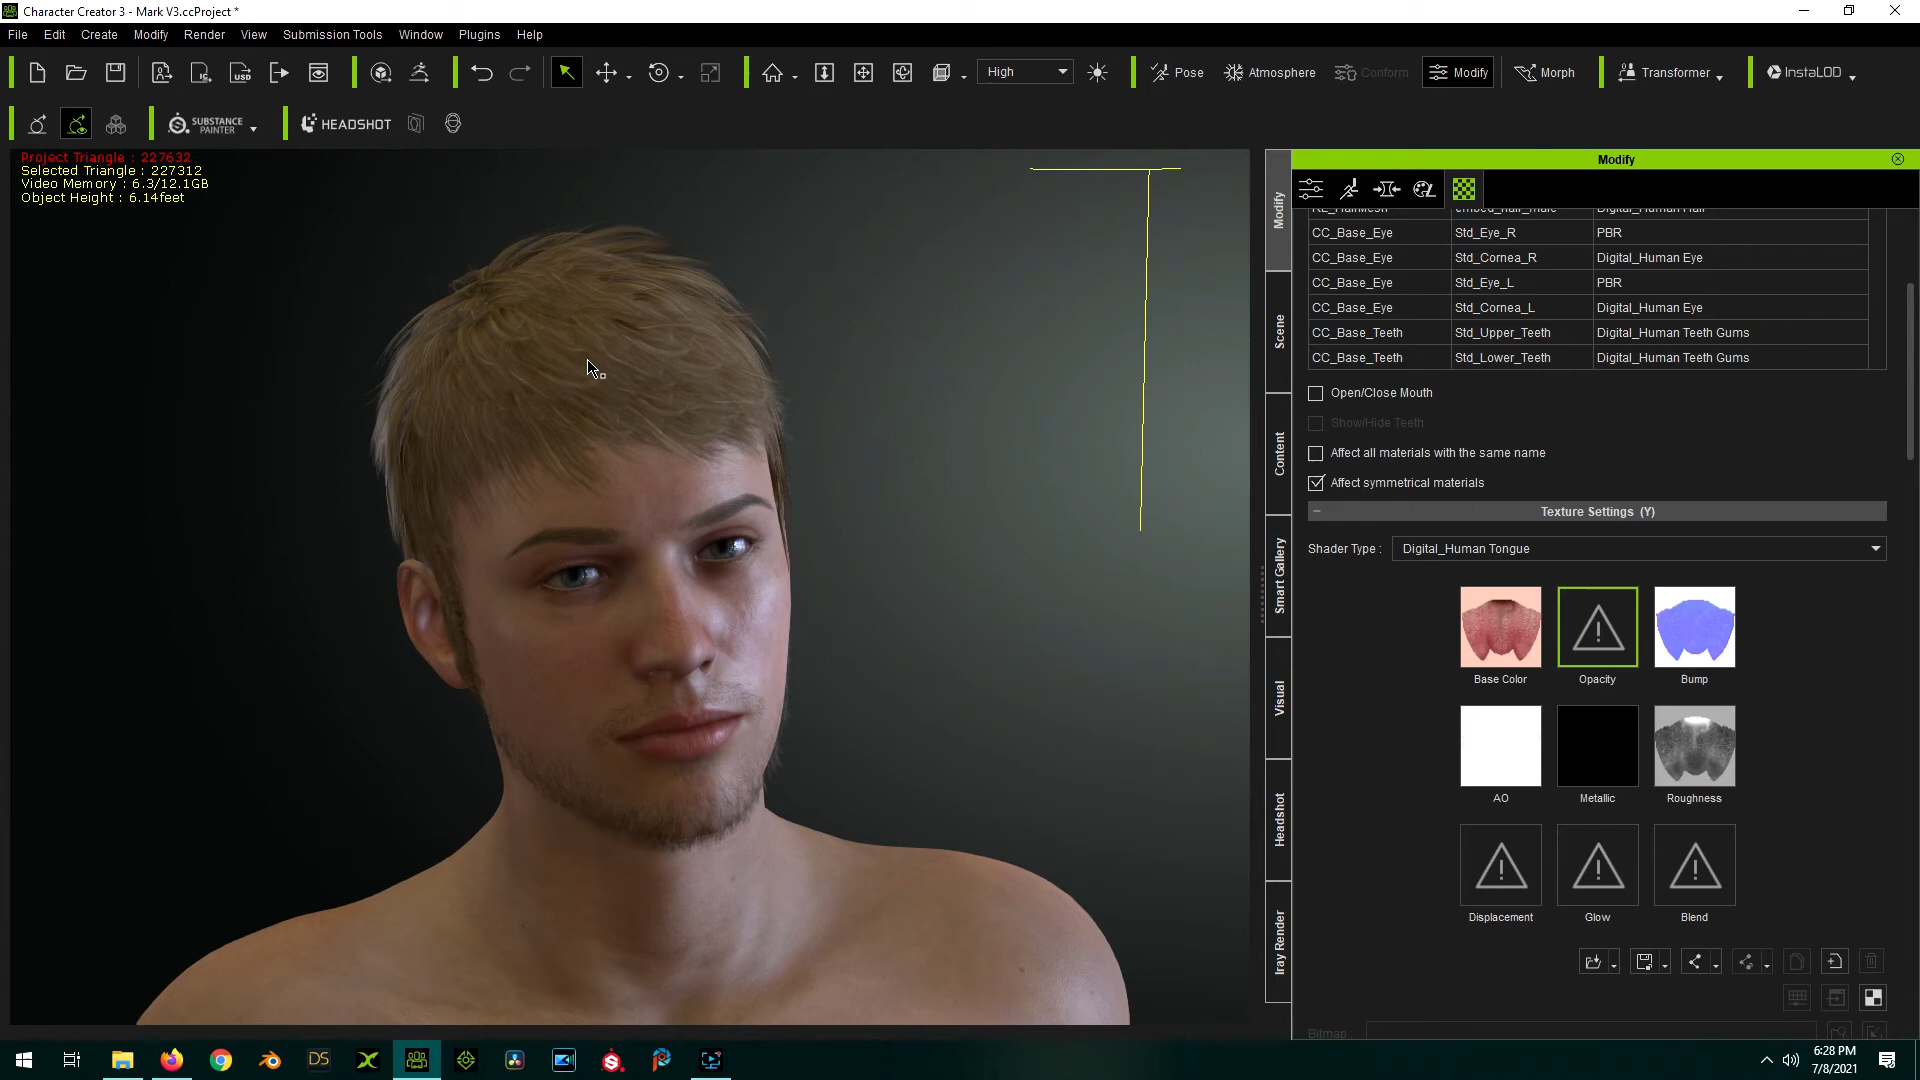 Character Creator 3 - Mark V3.ccProject *
File Edit Create Modify Render View Submission Tools Window Plugins Help
High Pose Atmosphere Conform Modify Morph Transformer InstaLOD
SUBSTANCE PAINTER HEADSHOT
Project Triangle : 227632
Selected Triangle : 227312
Video Memory : 6.3/12.1GB
Object Height : 6.14feet
Modify
Scene
Content
Smart Gallery
Visual
Headshot
Iray Render
Modify
RL_HairMesh embed_hair_male Digital_Human Hair
CC_Base_Eye Std_Eye_R PBR
CC_Base_Eye Std_Cornea_R Digital_Human Eye
CC_Base_Eye Std_Eye_L PBR
CC_Base_Eye Std_Cornea_L Digital_Human Eye
CC_Base_Teeth Std_Upper_Teeth Digital_Human Teeth Gums
CC_Base_Teeth Std_Lower_Teeth Digital_Human Teeth Gums
Open/Close Mouth
Show/Hide Teeth
Affect all materials with the same name
Affect symmetrical materials
Texture Settings (Y)
Shader Type : Digital_Human Tongue
Base Color Opacity Bump
AO Metallic Roughness
Displacement Glow Blend
Bitmap :
DS
6:28 PM
7/8/2021